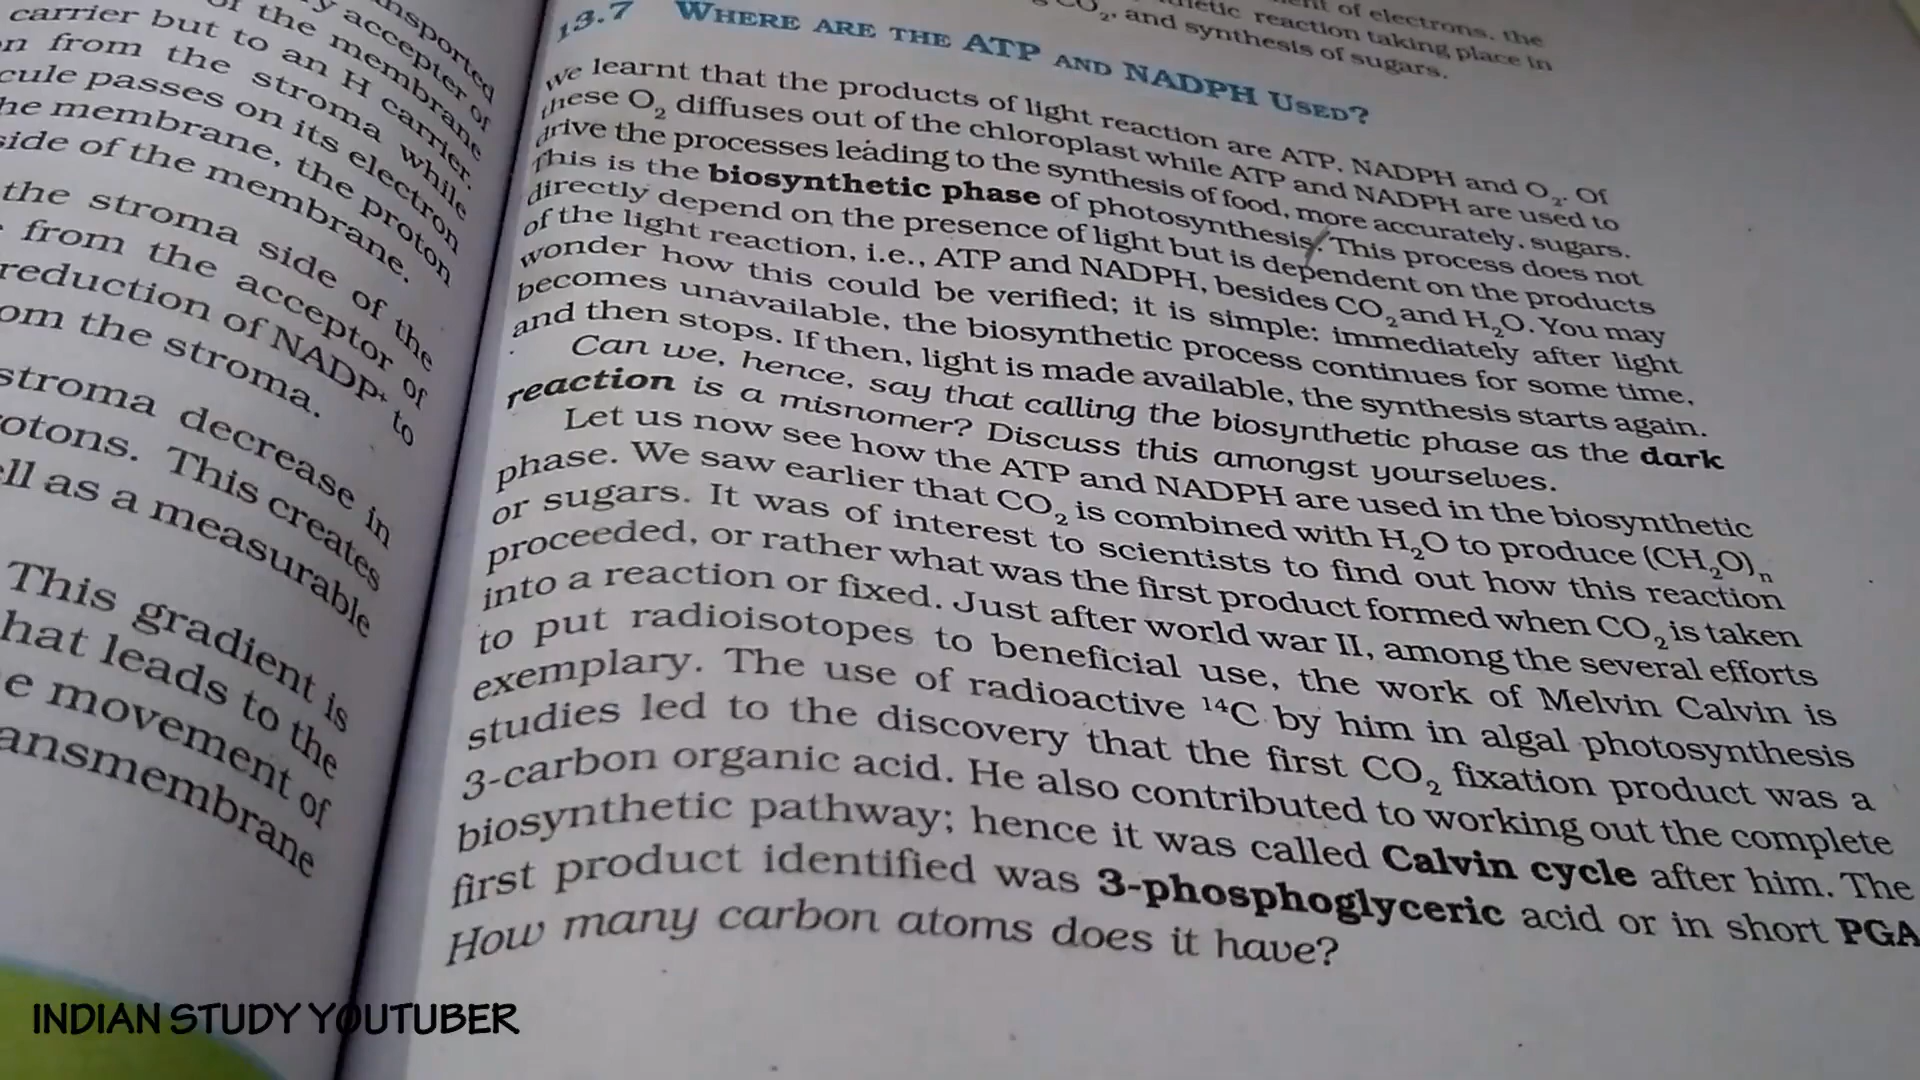 nsported
y accepter of
carrier but to an H carrier.
n from the stroma while
cule passes on its electron
he membrane, the proton
side of the membrane.
the stroma side of the
from the acceptor of
reduction of NADP+ to
om the stroma.
stroma decrease in
otons. This creates
ll as a measurable
This gradient is
hat leads to the
e movement of
ansmembrane
of electrons, the
reaction taking place in
CO2, and synthesis of sugars.
13.7 WHERE ARE THE ATP AND NADPH USED?
We learnt that the products of light reaction are ATP, NADPH and O2. Of
these O2 diffuses out of the chloroplast while ATP and NADPH are used to
drive the processes leading to the synthesis of food, more accurately, sugars.
This is the biosynthetic phase of photosynthesis. This process does not
directly depend on the presence of light but is dependent on the products
of the light reaction, i.e., ATP and NADPH, besides CO2 and H2O. You may
wonder how this could be verified; it is simple: immediately after light
becomes unavailable, the biosynthetic process continues for some time,
and then stops. If then, light is made available, the synthesis starts again.
Can we, hence, say that calling the biosynthetic phase as the dark
reaction is a misnomer? Discuss this amongst yourselves.
Let us now see how the ATP and NADPH are used in the biosynthetic
phase. We saw earlier that CO2 is combined with H2O to produce (CH2O)n
or sugars. It was of interest to scientists to find out how this reaction
proceeded, or rather what was the first product formed when CO2 is taken
into a reaction or fixed. Just after world war II, among the several efforts
to put radioisotopes to beneficial use, the work of Melvin Calvin is
exemplary. The use of radioactive 14C by him in algal photosynthesis
studies led to the discovery that the first CO2 fixation product was a
3-carbon organic acid. He also contributed to working out the complete
biosynthetic pathway; hence it was called Calvin cycle after him. The
first product identified was 3-phosphoglyceric acid or in short PGA
How many carbon atoms does it have?
INDIAN STUDY YOUTUBER